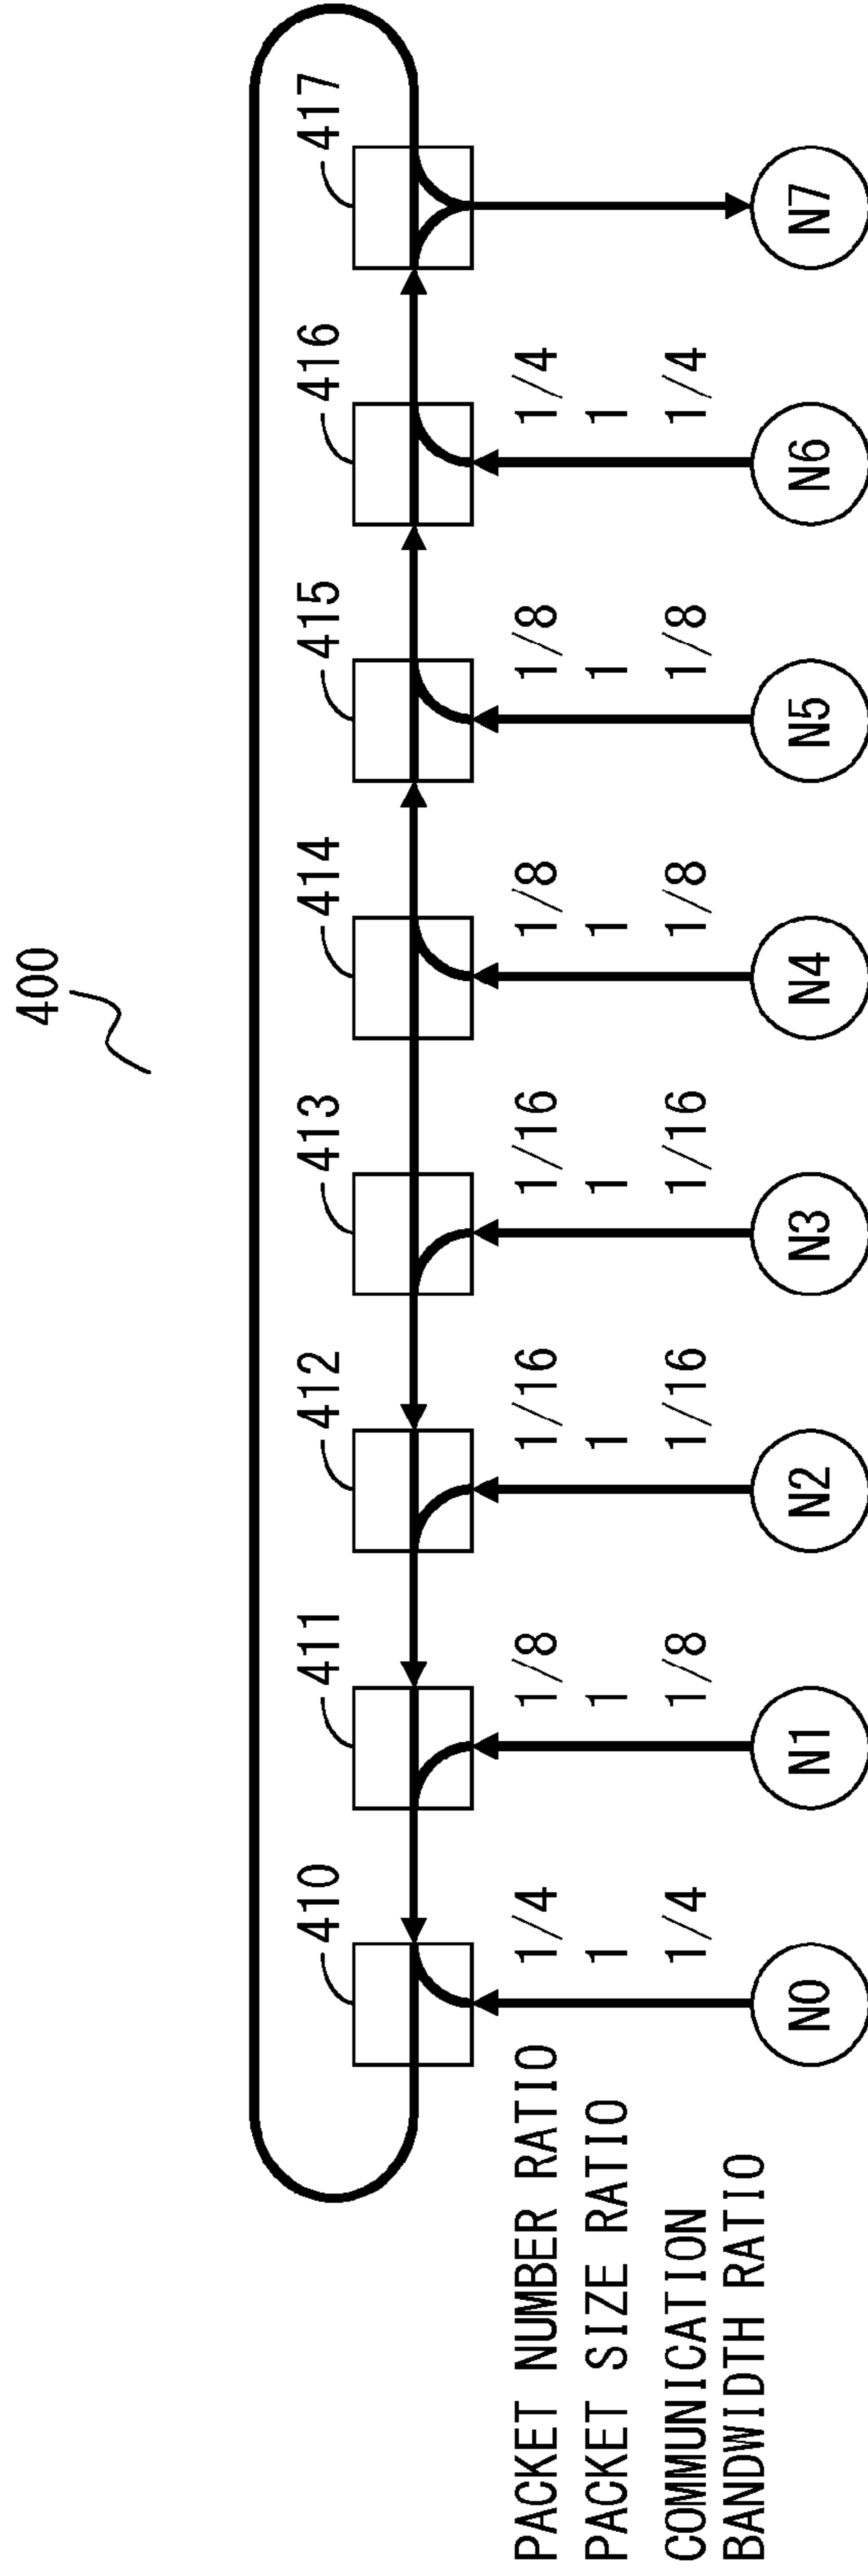 400
410 411 412 413 414 415 416 417
PACKET NUMBER RATIO 1/4 1/8 1/16 1/16 1/8 1/8 1/4
PACKET SIZE RATIO 1 1 1 1 1 1 1
COMMUNICATION
BANDWIDTH RATIO 1/4 1/8 1/16 1/16 1/8 1/8 1/4
N0 N1 N2 N3 N4 N5 N6 N7